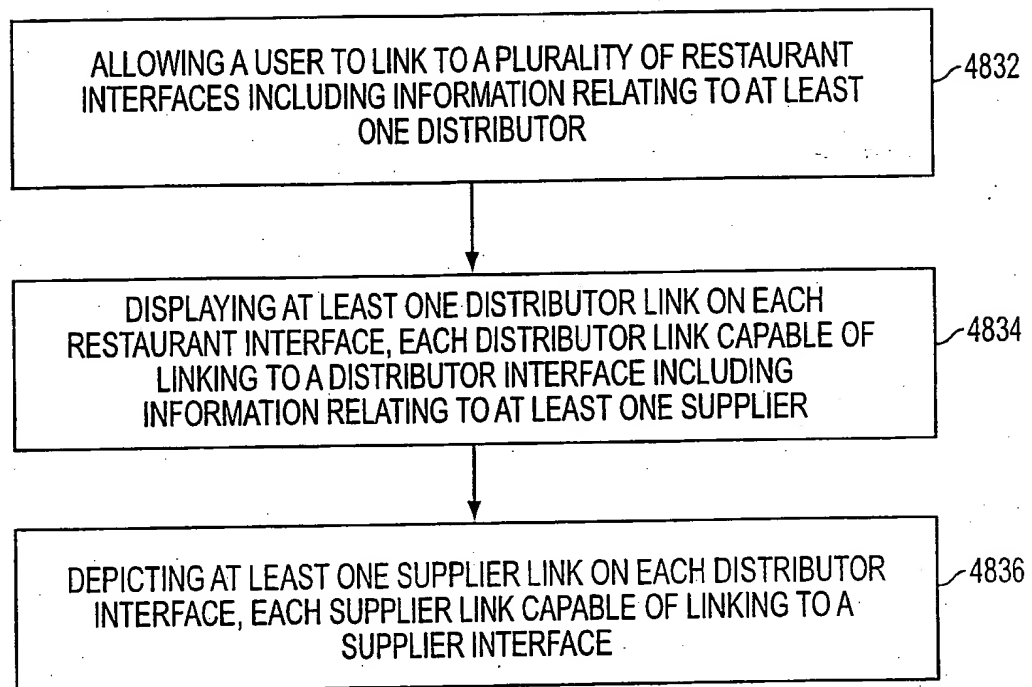 ALLOWING A USER TO LINK TO A PLURALITY OF RESTAURANT
INTERFACES INCLUDING INFORMATION RELATING TO AT LEAST
ONE DISTRIBUTOR
4832
DISPLAYING AT LEAST ONE DISTRIBUTOR LINK ON EACH
RESTAURANT INTERFACE, EACH DISTRIBUTOR LINK CAPABLE OF
LINKING TO A DISTRIBUTOR INTERFACE INCLUDING
INFORMATION RELATING TO AT LEAST ONE SUPPLIER
4834
DEPICTING AT LEAST ONE SUPPLIER LINK ON EACH DISTRIBUTOR
INTERFACE, EACH SUPPLIER LINK CAPABLE OF LINKING TO A
SUPPLIER INTERFACE
4836